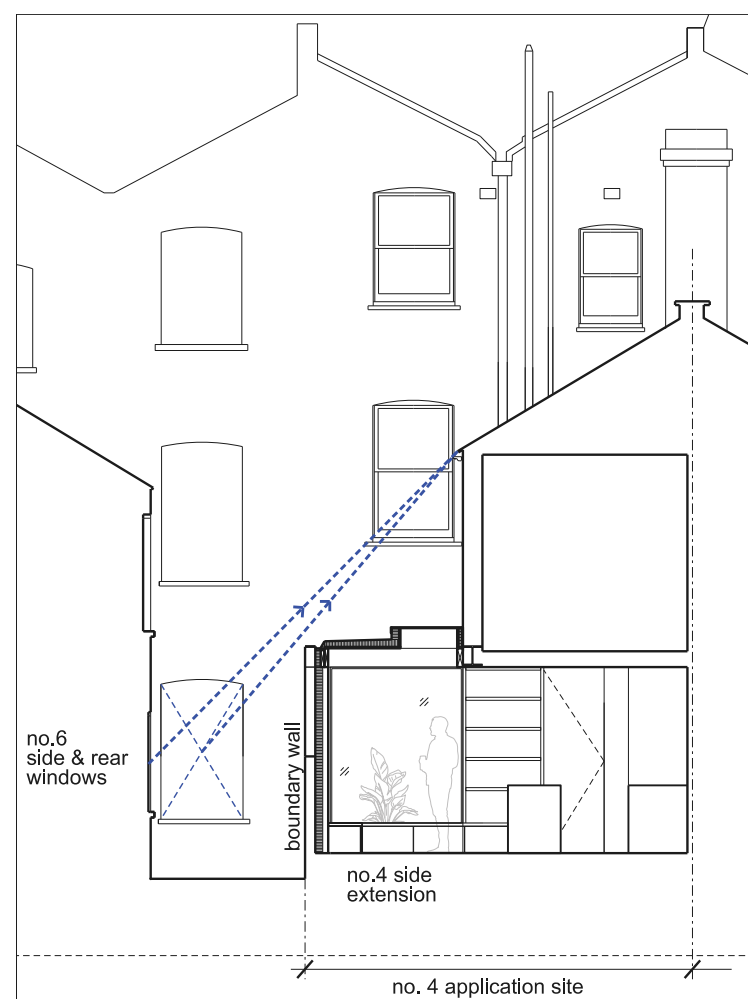 no.6
side & rear
windows
boundary wall
no.4 side
extension
no. 4 application site